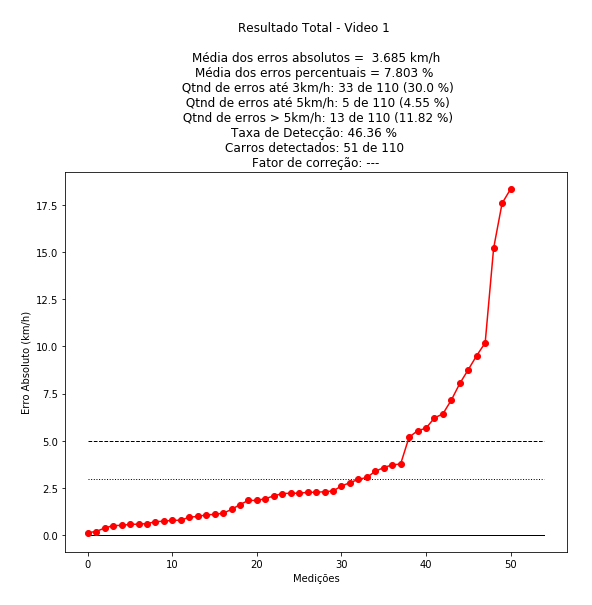 Resultado Total - Video 1
Média dos erros absolutos =  3.685 km/h
Média dos erros percentuais = 7.803 %
Qtnd de erros até 3km/h: 33 de 110 (30.0 %)
Qtnd de erros até 5km/h: 5 de 110 (4.55 %)
Qtnd de erros > 5km/h: 13 de 110 (11.82 %)
Taxa de Detecção: 46.36 %
Carros detectados: 51 de 110
Fator de correção: ---
17.5
15.0
12.5
10.0
7.5
5.0
2.5
0.0
Erro Absoluto (km/h)
0
10
20
30
40
50
Medições